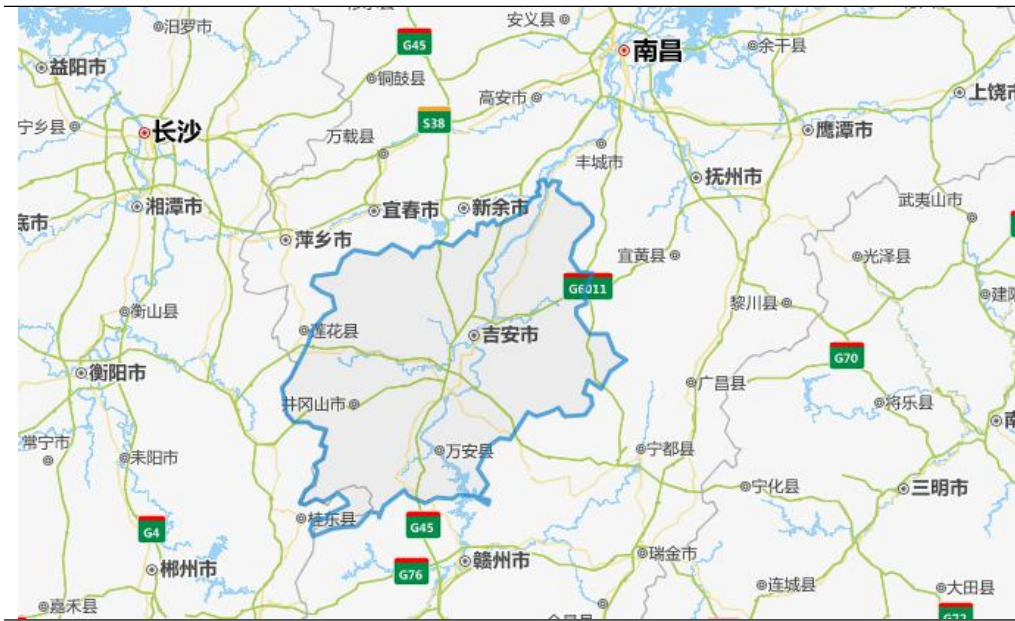 汨罗市
安义县
G45
南昌
余干县
益阳市
铜鼓县
上饶市
高安市
宁乡县
长沙
S38
万载县
鹰潭市
丰城市
抚州市
湘潭市
宜春市
新余市
武夷山市
底市
萍乡市
宜黄县
光泽县
G6011
建阳
黎川县
衡山县
莲花县
吉安市
G70
衡阳市
广昌县
井冈山市
将乐县
南
常宁市
耒阳市
万安县
宁都县
宁化县
三明市
桂东县
G4
G45
瑞金市
赣州市
郴州市
G76
连城县
大田县
嘉禾县